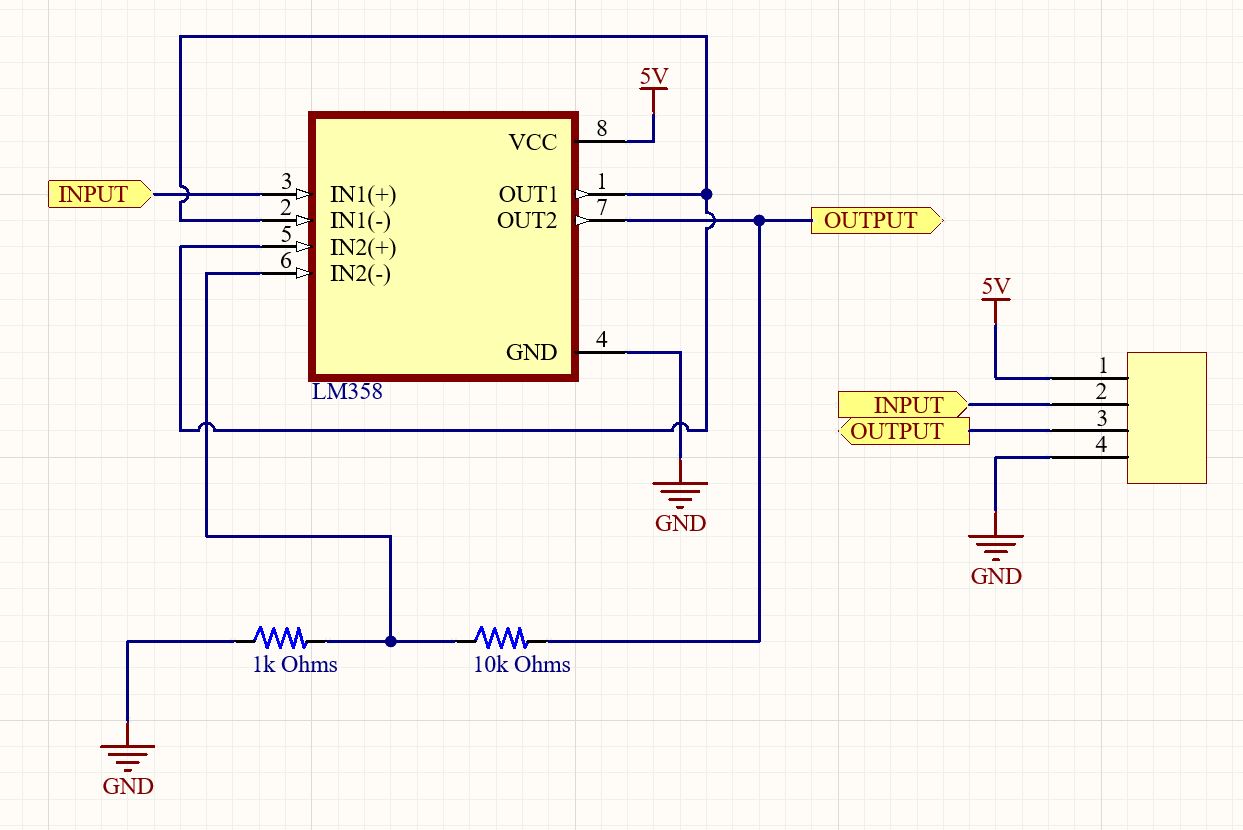 5V
VCC 8
INPUT 3 IN1(+) OUT1 1
2 IN1(-) OUT2 7 OUTPUT
5 IN2(+)
6 IN2(-)
GND 4
LM358
GND
5V
1
INPUT 2
OUTPUT 3
4
GND
1k Ohms 10k Ohms
GND